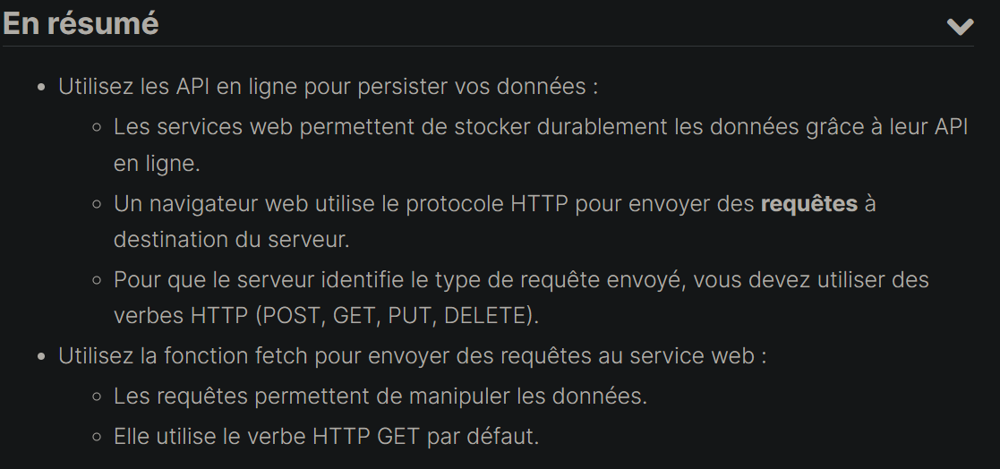 En résumé
Utilisez les API en ligne pour persister vos données :
Les services web permettent de stocker durablement les données grâce à leur API
en ligne.
Un navigateur web utilise le protocole HTTP pour envoyer des requêtes à
destination du serveur.
Pour que le serveur identifie le type de requête envoyé, vous devez utiliser des
verbes HTTP (POST, GET, PUT, DELETE).
Utilisez la fonction fetch pour envoyer des requêtes au service web :
Les requêtes permettent de manipuler les données.
Elle utilise le verbe HTTP GET par défaut.